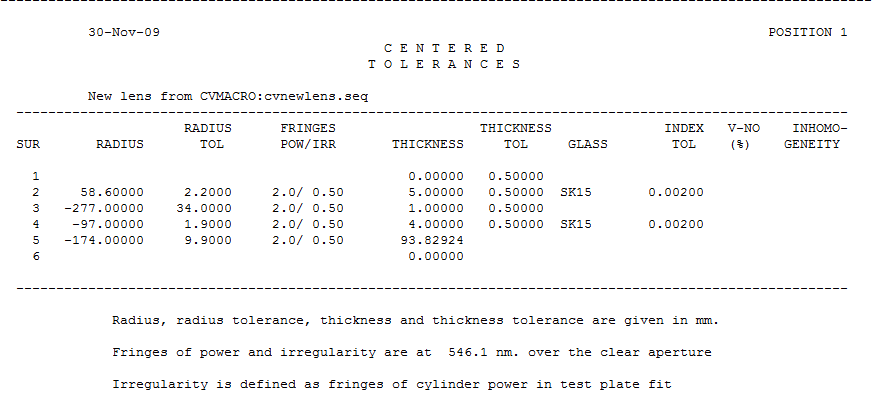 30-Nov-09 POSITION 1
C E N T E R E D
T O L E R A N C E S
New lens from CVMACRO:cvnewlens.seq
RADIUS FRINGES THICKNESS INDEX V-NO INHOMO-
SUR RADIUS TOL POW/IRR THICKNESS TOL GLASS TOL (%) GENEITY
1 0.00000 0.50000
2 58.60000 2.2000 2.0/ 0.50 5.00000 0.50000 SK15 0.00200
3 -277.00000 34.0000 2.0/ 0.50 1.00000 0.50000
4 -97.00000 1.9000 2.0/ 0.50 4.00000 0.50000 SK15 0.00200
5 -174.00000 9.9000 2.0/ 0.50 93.82924
6 0.00000
Radius, radius tolerance, thickness and thickness tolerance are given in mm.
Fringes of power and irregularity are at 546.1 nm. over the clear aperture
Irregularity is defined as fringes of cylinder power in test plate fit